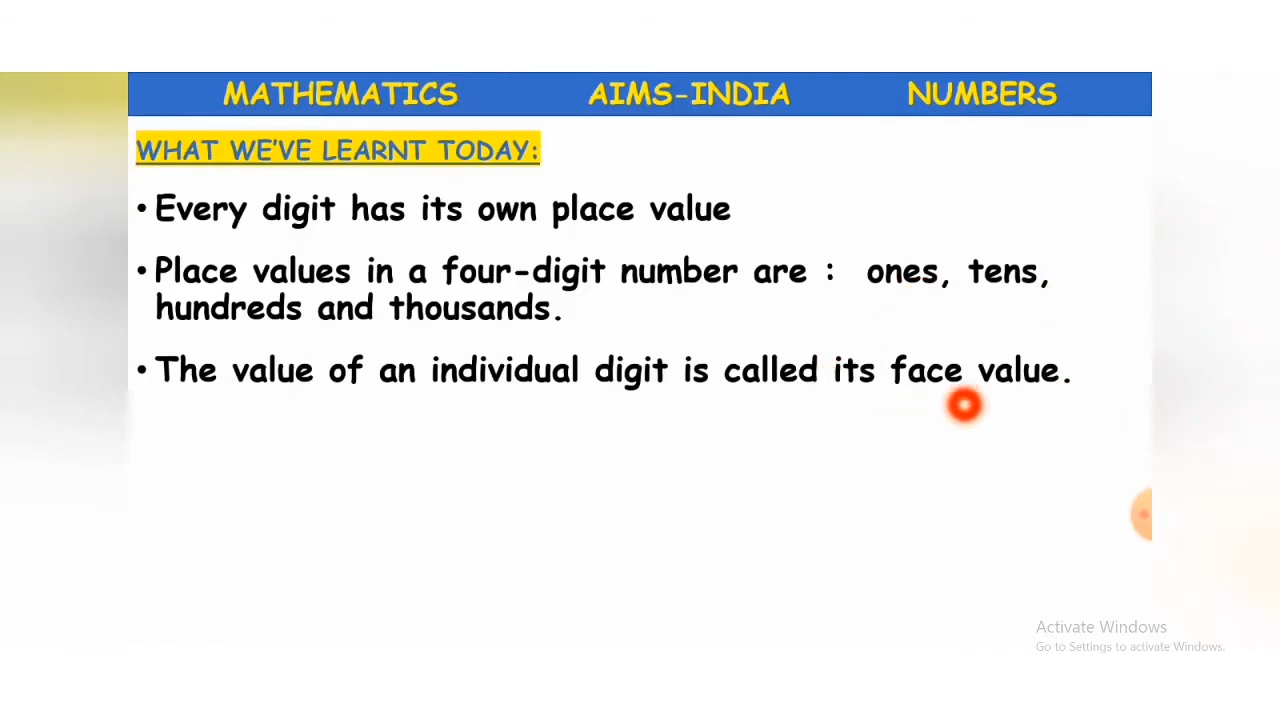 MATHEMATICS AIMS-INDIA NUMBERS
WHAT WE'VE LEARNT TODAY:
• Every digit has its own place value
• Place values in a four-digit number are : ones, tens,
hundreds and thousands.
• The value of an individual digit is called its face value.
Activate Windows
Go to Settings to activate Windows.